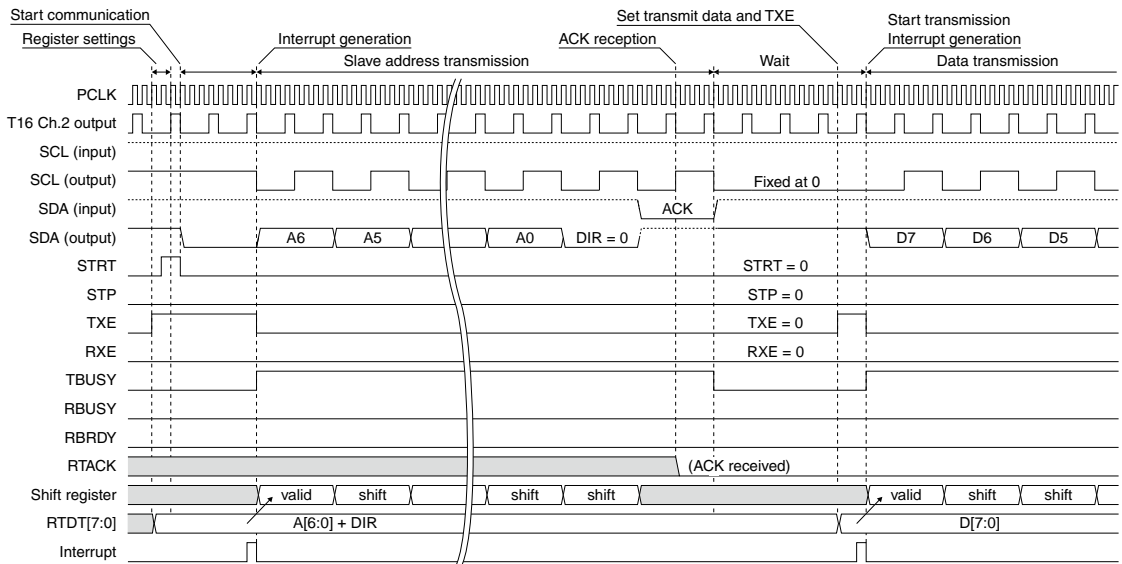 Start communication
Set transmit data and TXE
Start transmission
Register settings
Interrupt generation
ACK reception
Interrupt generation
Slave address transmission
Wait
Data transmission
PCLK
T16 Ch.2 output
SCL (input)
SCL (output)
Fixed at 0
SDA (input)
ACK
SDA (output)
A6
A5
A0
DIR = 0
D7
D6
D5
STRT
STRT = 0
STP
STP = 0
TXE
TXE = 0
RXE
RXE = 0
TBUSY
RBUSY
RBRDY
RTACK
(ACK received)
Shift register
valid
shift
shift
shift
valid
shift
shift
RTDT[7:0]
A[6:0] + DIR
D[7:0]
Interrupt